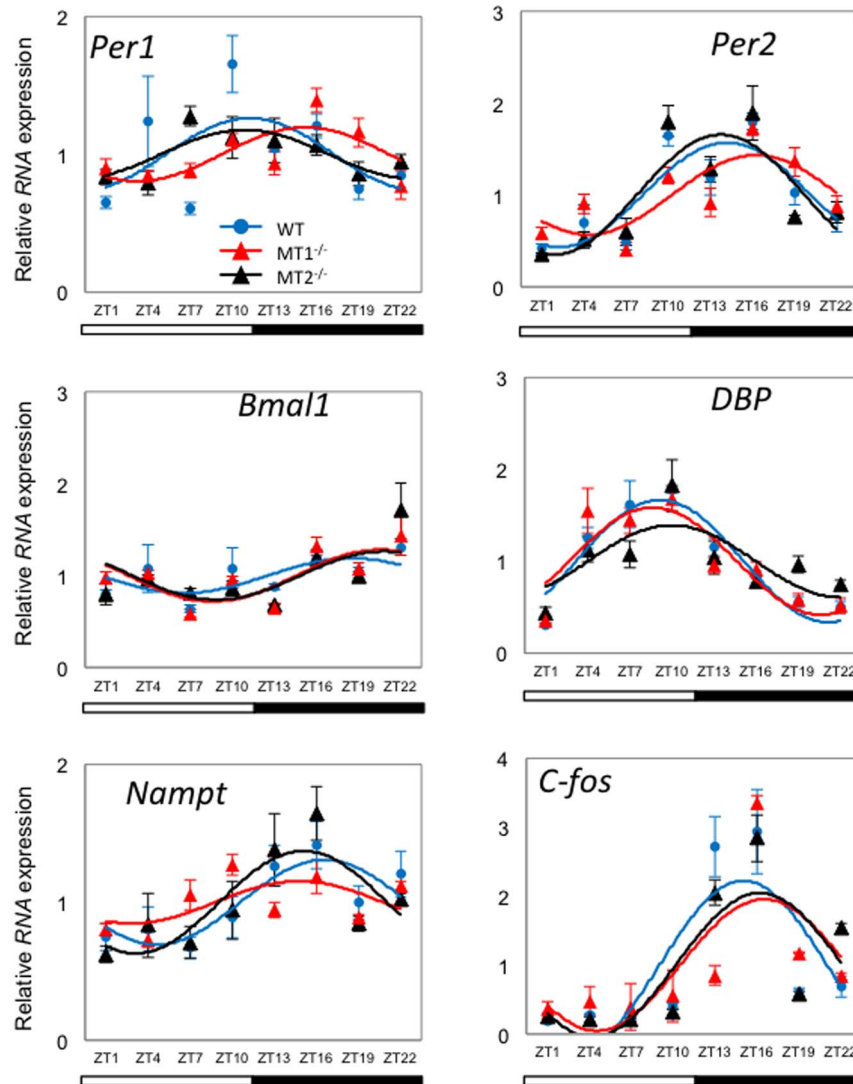 Per1
Relative RNA expression
2
1
0
WT
MT1-/-
MT2-/-
ZT1 ZT4 ZT7 ZT10 ZT13 ZT16 ZT19 ZT22
Per2
3
2
1
0
ZT1 ZT4 ZT7 ZT10 ZT13 ZT16 ZT19 ZT22
Bmal1
Relative RNA expression
3
2
1
0
ZT1 ZT4 ZT7 ZT10 ZT13 ZT16 ZT19 ZT22
DBP
3
2
1
0
ZT1 ZT4 ZT7 ZT10 ZT13 ZT16 ZT19 ZT22
Nampt
Relative RNA expression
2
1
0
ZT1 ZT4 ZT7 ZT10 ZT13 ZT16 ZT19 ZT22
C-fos
4
3
2
1
0
ZT1 ZT4 ZT7 ZT10 ZT13 ZT16 ZT19 ZT22